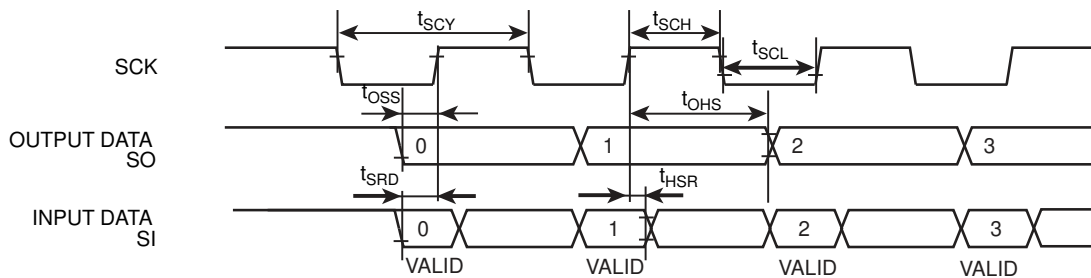 tSCY
tSCH
SCK
tSCL
tOSS
tOHS
OUTPUT DATA
SO
0
1
2
3
tSRD
tHSR
INPUT DATA
SI
0
1
2
3
VALID
VALID
VALID
VALID